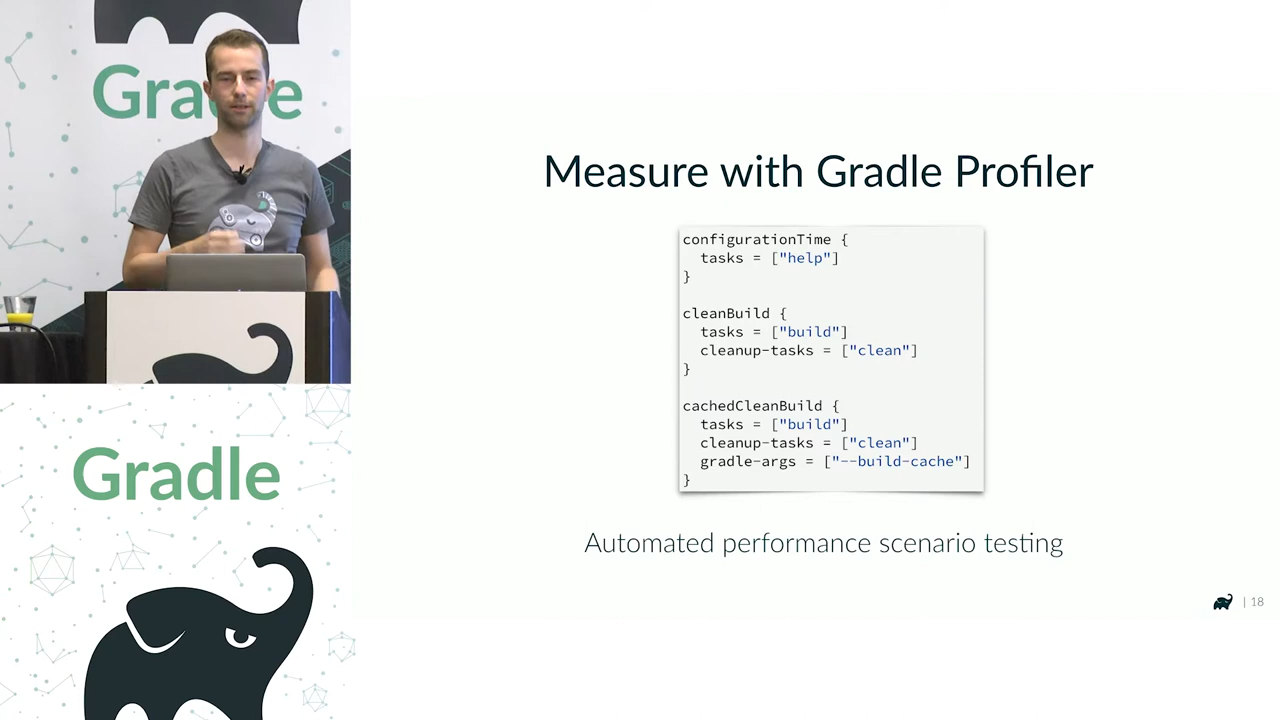 Gradle
Measure with Gradle Profiler
configurationTime {
  tasks = ["help"]
}
cleanBuild {
  tasks = ["build"]
  cleanup-tasks = ["clean"]
}
cachedCleanBuild {
  tasks = ["build"]
  cleanup-tasks = ["clean"]
  gradle-args = ["--build-cache"]
}
Automated performance scenario testing
| 18
Gradle